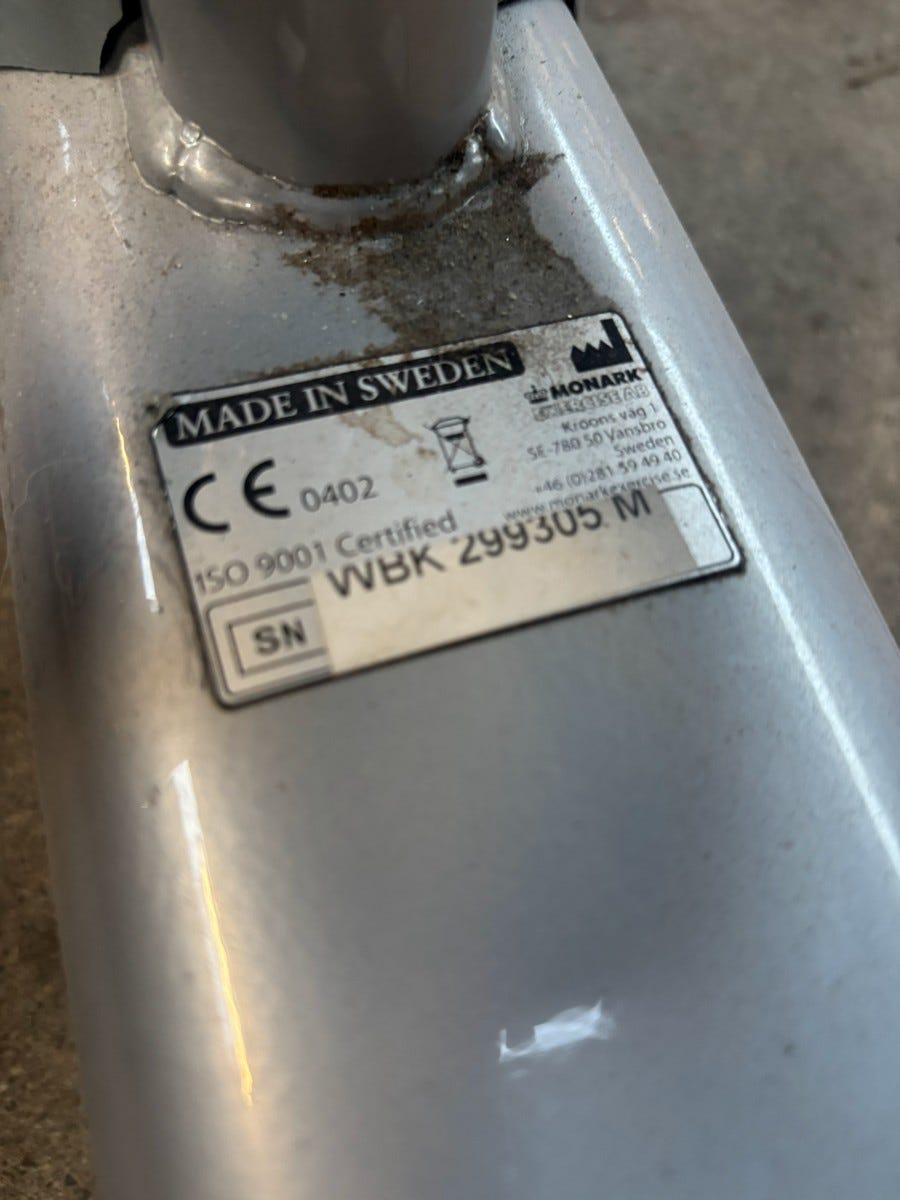 MADE IN SWEDEN
MONARK
EXERCISE AB
Kroons väg 1
SE-780 50 Vansbro
Sweden
+46 (0)281 59 49 40
www.monarkexercise.se
CE 0402
ISO 9001 Certified
WBK 299305 M
SN